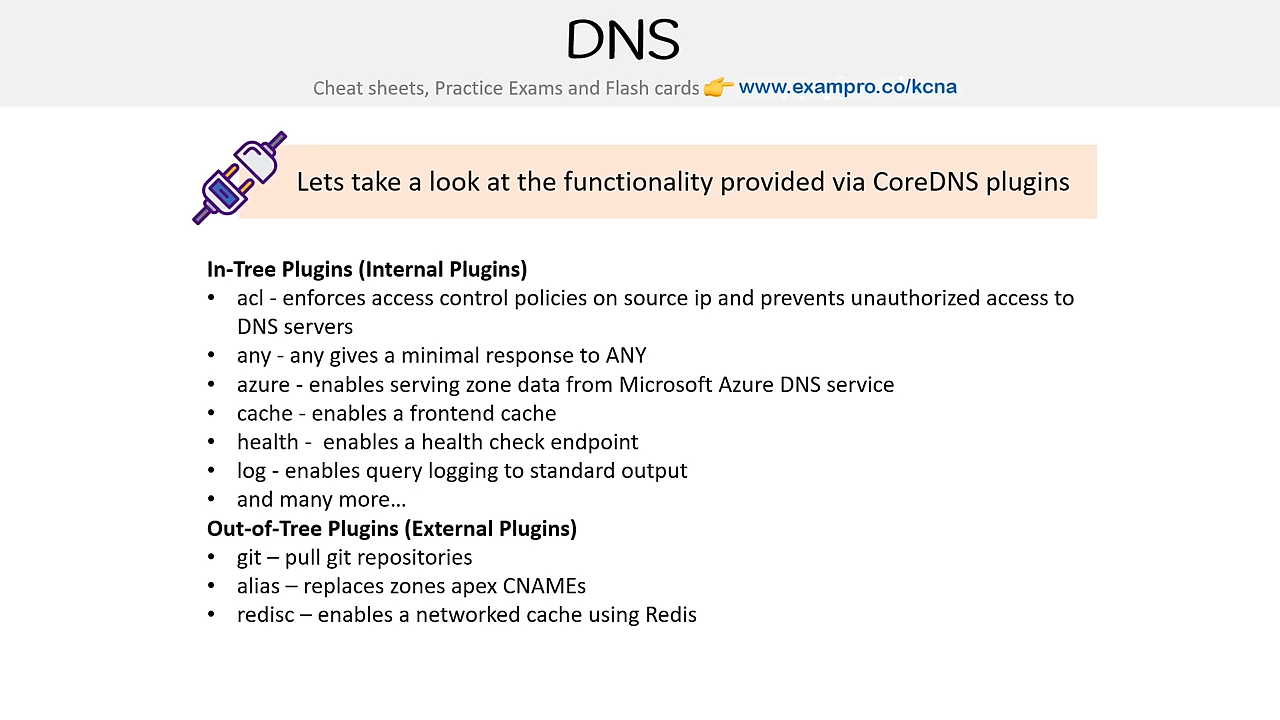 DNS
Cheat sheets, Practice Exams and Flash cards 👉 www.exampro.co/kcna
Lets take a look at the functionality provided via CoreDNS plugins
In-Tree Plugins (Internal Plugins)
• acl - enforces access control policies on source ip and prevents unauthorized access to
DNS servers
• any - any gives a minimal response to ANY
• azure - enables serving zone data from Microsoft Azure DNS service
• cache - enables a frontend cache
• health -  enables a health check endpoint
• log - enables query logging to standard output
• and many more…
Out-of-Tree Plugins (External Plugins)
• git – pull git repositories
• alias – replaces zones apex CNAMEs
• redisc – enables a networked cache using Redis